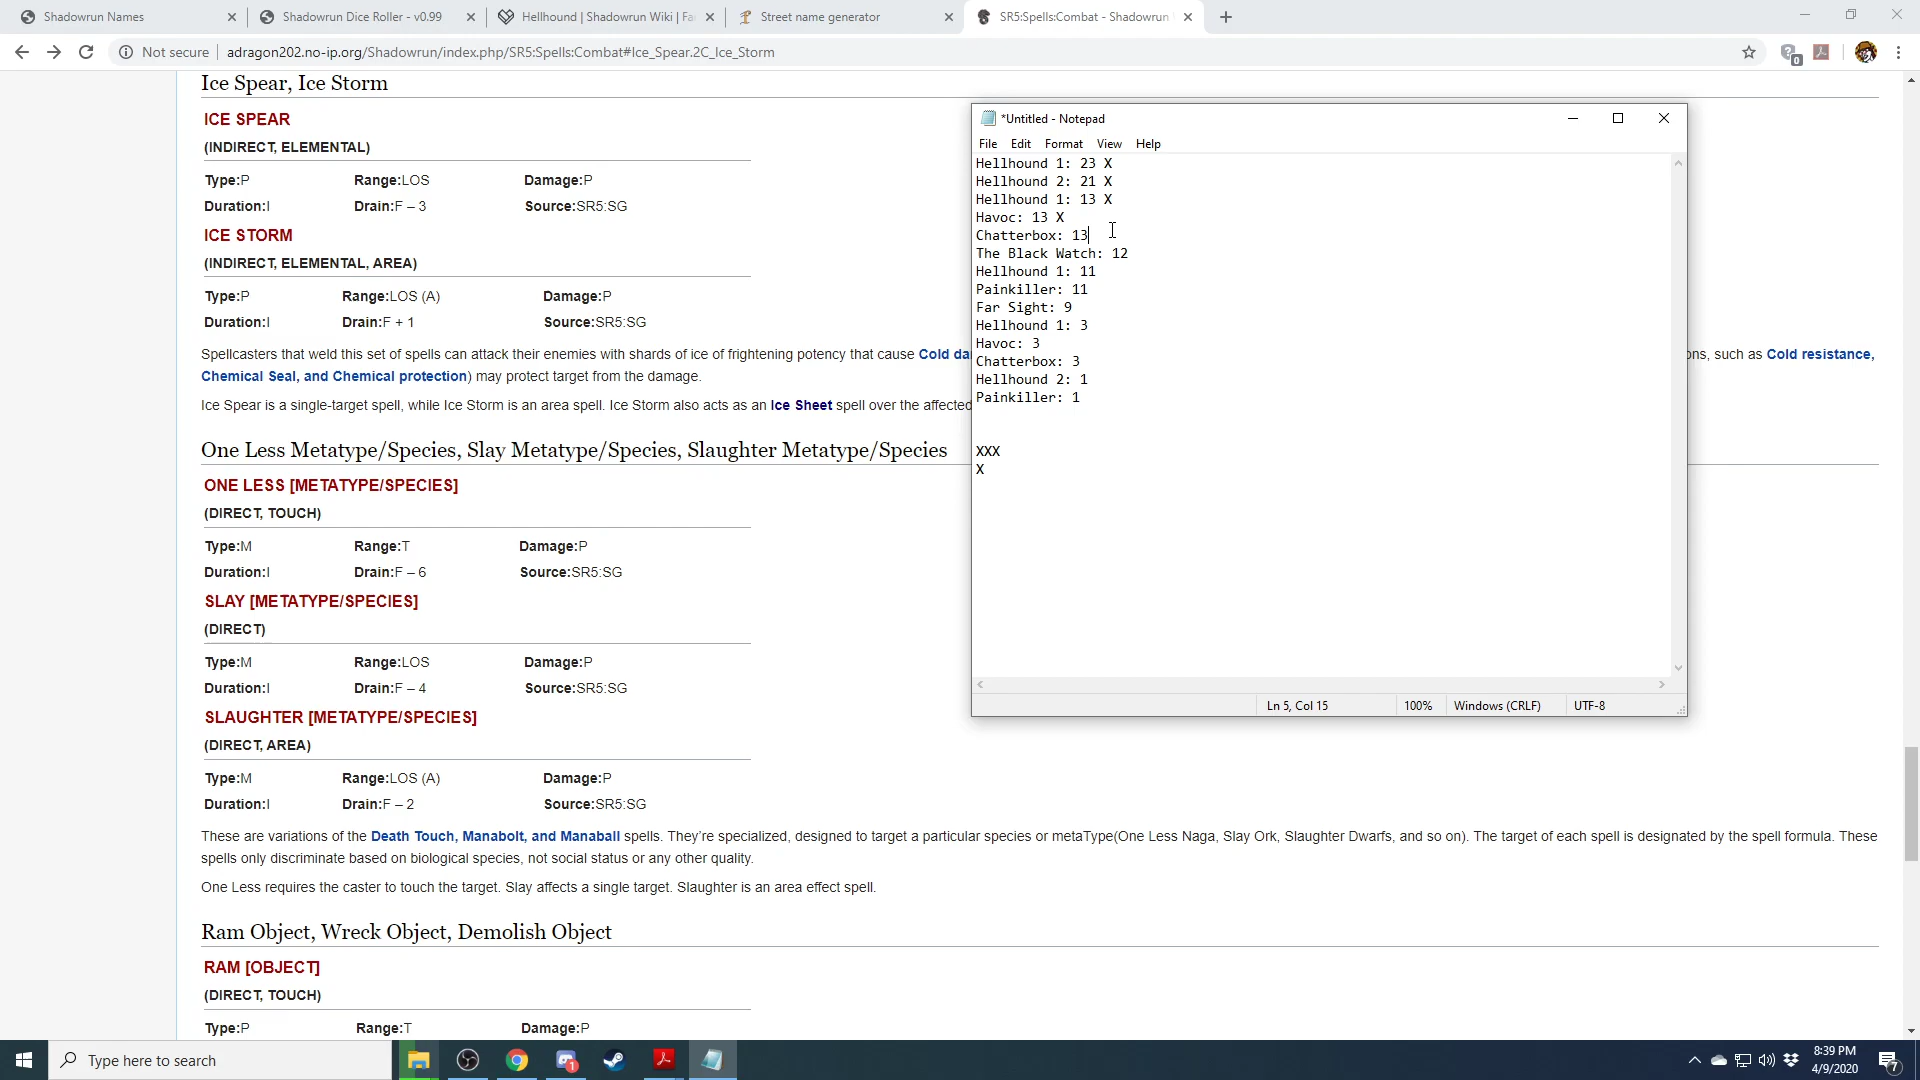 Shadowrun Names
Shadowrun Dice Roller - v0.99
Hellhound | Shadowrun Wiki | Fa
Street name generator
SR5:Spells:Combat - Shadowrun
Not secure
adragon202.no-ip.org/Shadowrun/index.php/SR5:Spells:Combat#Ice_Spear.2C_Ice_Storm
0
Ice Spear, Ice Storm
ICE SPEAR
(INDIRECT, ELEMENTAL)
Type:P Range:LOS Damage:P
Duration:I Drain:F – 3 Source:SR5:SG
ICE STORM
(INDIRECT, ELEMENTAL, AREA)
Type:P Range:LOS (A) Damage:P
Duration:I Drain:F + 1 Source:SR5:SG
Spellcasters that weld this set of spells can attack their enemies with shards of ice of frightening potency that cause Cold da
ons, such as Cold resistance,
Chemical Seal, and Chemical protection) may protect target from the damage.
Ice Spear is a single-target spell, while Ice Storm is an area spell. Ice Storm also acts as an Ice Sheet spell over the affected
One Less Metatype/Species, Slay Metatype/Species, Slaughter Metatype/Species
ONE LESS [METATYPE/SPECIES]
(DIRECT, TOUCH)
Type:M Range:T Damage:P
Duration:I Drain:F – 6 Source:SR5:SG
SLAY [METATYPE/SPECIES]
(DIRECT)
Type:M Range:LOS Damage:P
Duration:I Drain:F – 4 Source:SR5:SG
SLAUGHTER [METATYPE/SPECIES]
(DIRECT, AREA)
Type:M Range:LOS (A) Damage:P
Duration:I Drain:F – 2 Source:SR5:SG
These are variations of the Death Touch, Manabolt, and Manaball spells. They're specialized, designed to target a particular species or metaType(One Less Naga, Slay Ork, Slaughter Dwarfs, and so on). The target of each spell is designated by the spell formula. These
spells only discriminate based on biological species, not social status or any other quality.
One Less requires the caster to touch the target. Slay affects a single target. Slaughter is an area effect spell.
Ram Object, Wreck Object, Demolish Object
RAM [OBJECT]
(DIRECT, TOUCH)
Type:P Range:T Damage:P
*Untitled - Notepad
File Edit Format View Help
Hellhound 1: 23 X
Hellhound 2: 21 X
Hellhound 1: 13 X
Havoc: 13 X
Chatterbox: 13
The Black Watch: 12
Hellhound 1: 11
Painkiller: 11
Far Sight: 9
Hellhound 1: 3
Havoc: 3
Chatterbox: 3
Hellhound 2: 1
Painkiller: 1
XXX
X
Ln 5, Col 15 100% Windows (CRLF) UTF-8
Type here to search
1
8:39 PM
4/9/2020
7